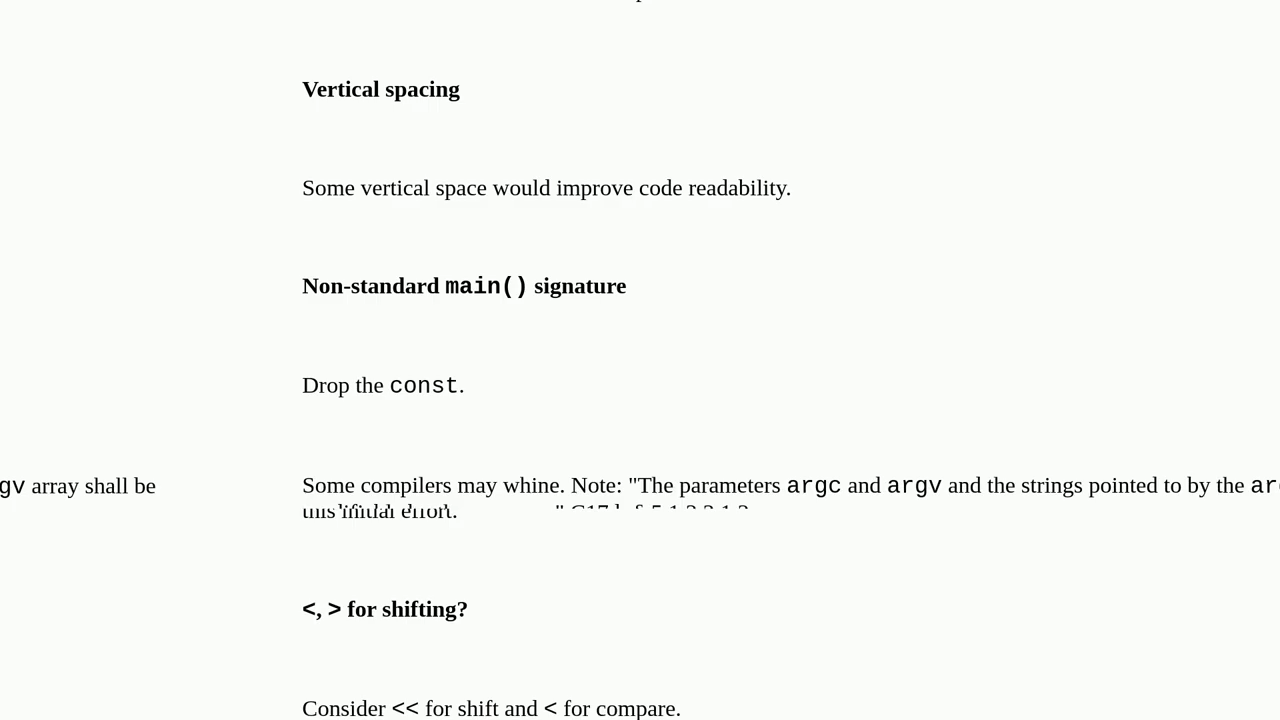 Vertical spacing
Some vertical space would improve code readability.
Non-standard main() signature
Drop the const.
gv array shall be
Some compilers may whine. Note: "The parameters argc and argv and the strings pointed to by the ar
<, > for shifting?
Consider << for shift and < for compare.